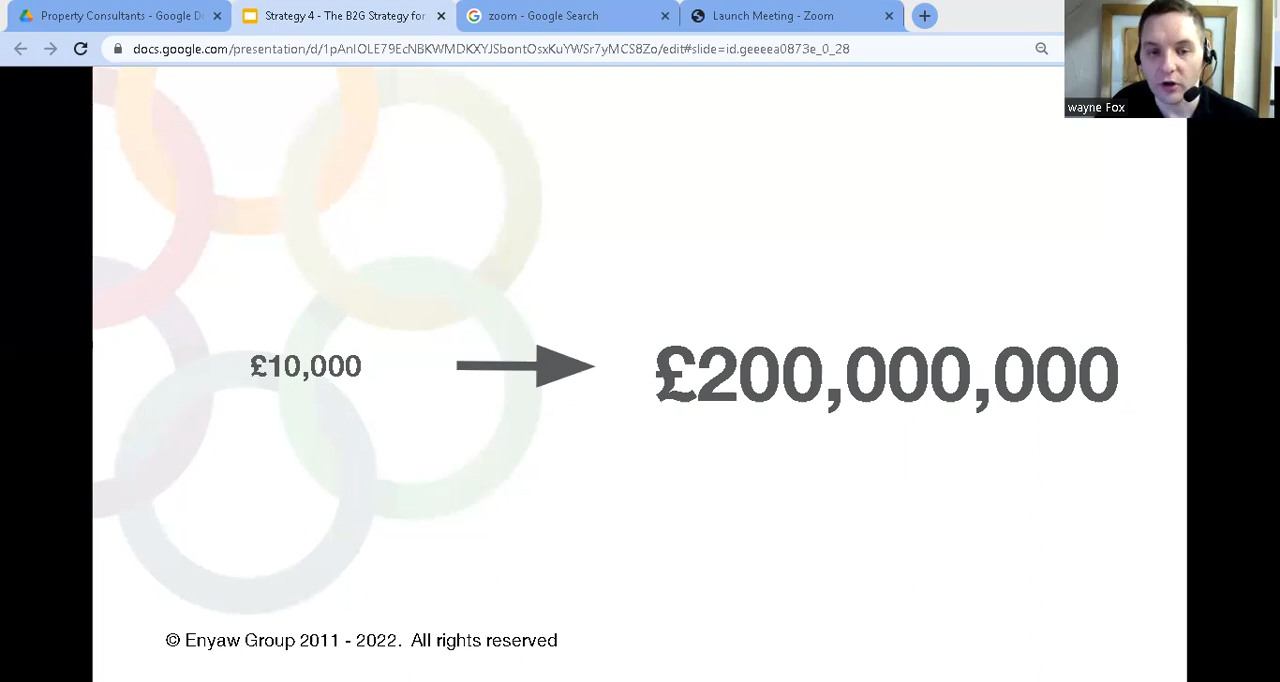 Property Consultants - Google D
Strategy 4 - The B2G Strategy for
zoom - Google Search
Launch Meeting - Zoom
docs.google.com/presentation/d/1pAnIOLE79EcNBKWMDKXYJSbontOsxKuYWSr7yMCS8Zo/edit#slide=id.geeeea0873e_0_28
wayne Fox
£10,000
£200,000,000
© Enyaw Group 2011 - 2022. All rights reserved